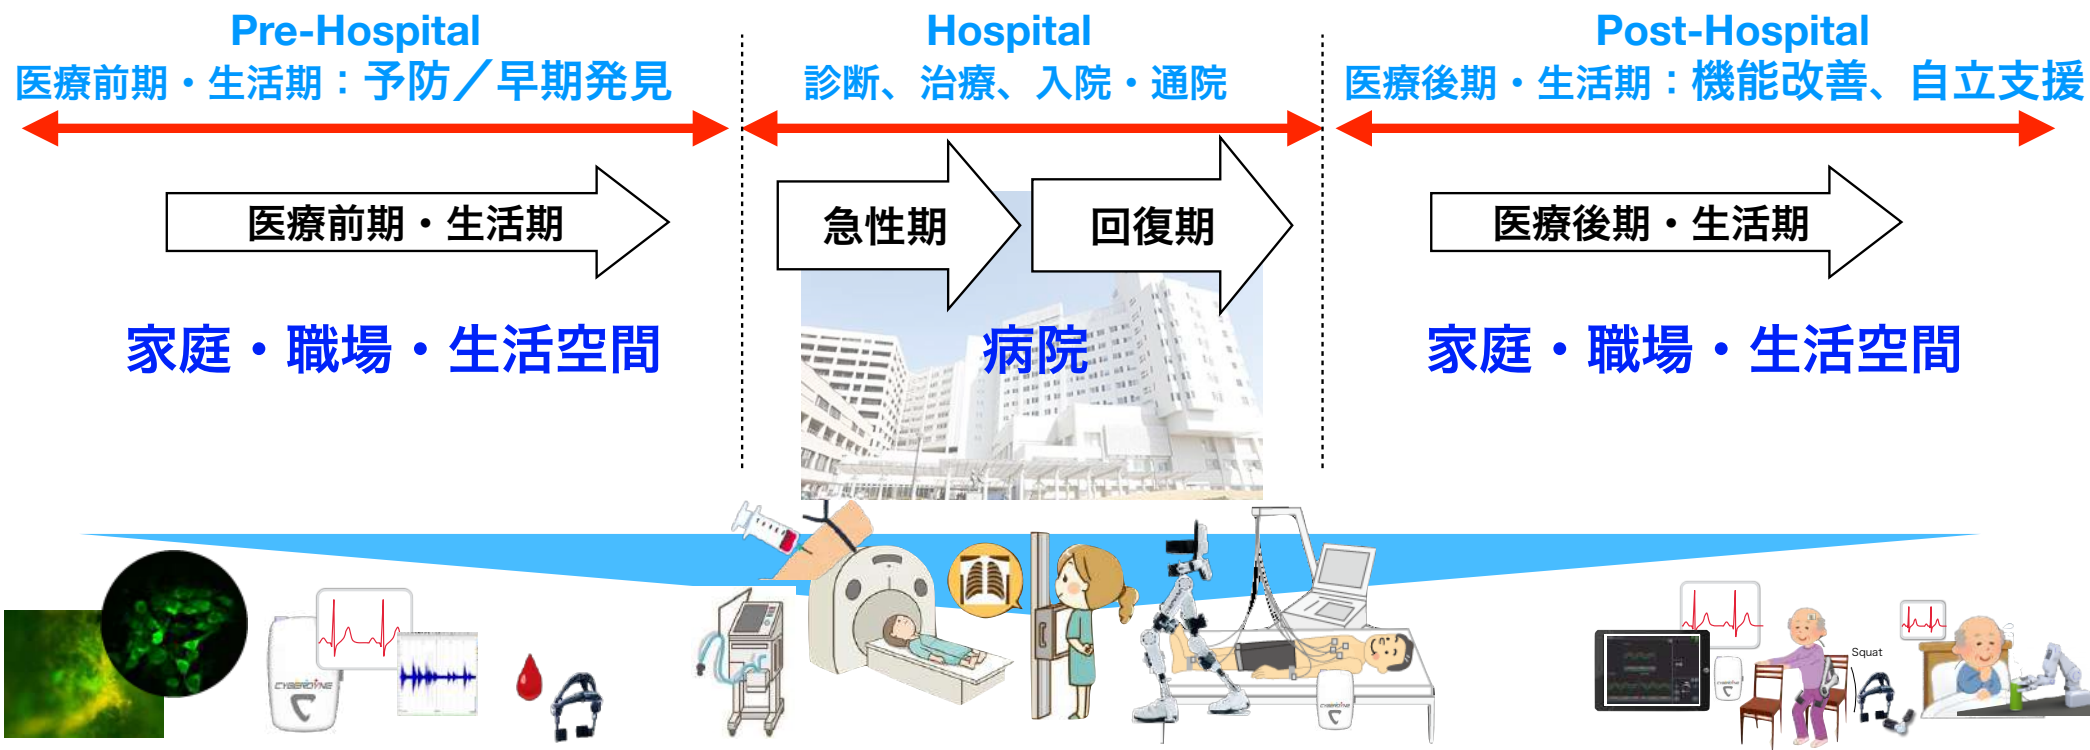 Pre-Hospital
医療前期・生活期：予防／早期発見
Hospital
診断、治療、入院・通院
Post-Hospital
医療後期・生活期：機能改善、自立支援
医療前期・生活期
急性期
回復期
医療後期・生活期
家庭・職場・生活空間
病院
家庭・職場・生活空間
CYBERDYNE
CYBERDYNE
CYBERDYNE
Squat